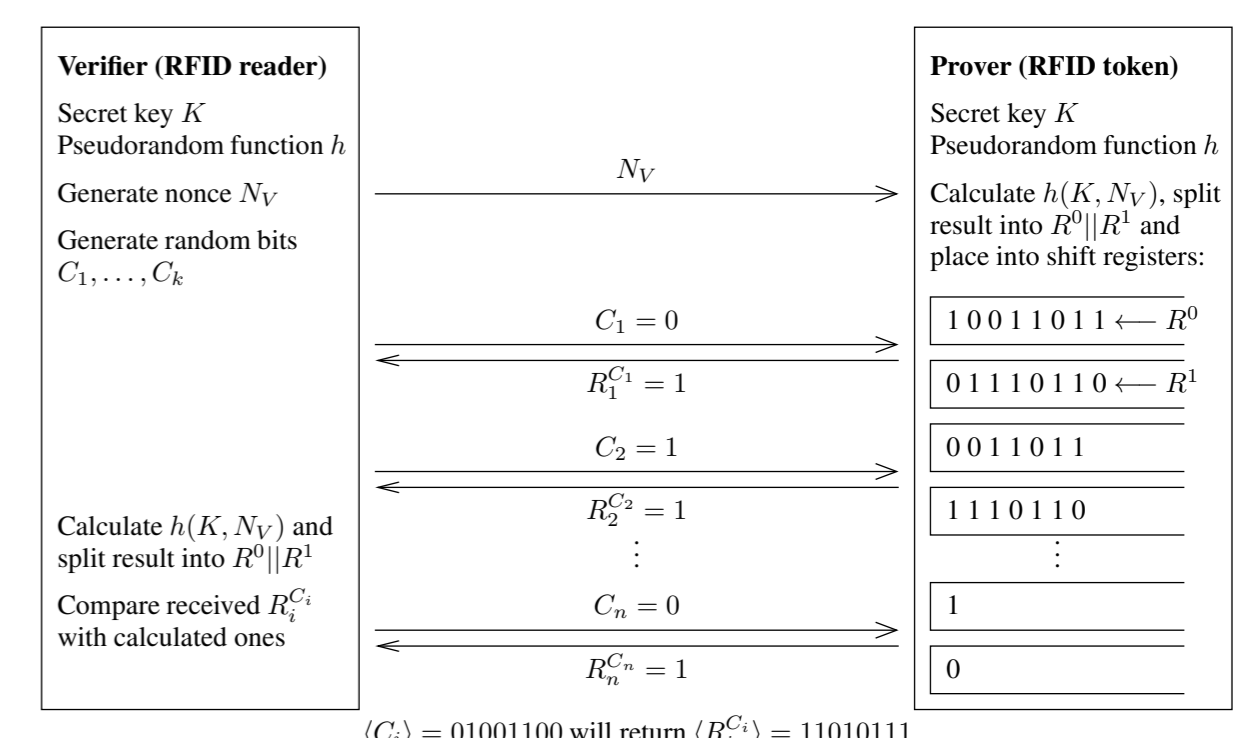 Verifier (RFID reader)
Secret key K
Pseudorandom function h
Generate nonce N_V
Generate random bits
C_1, . . . , C_k
Calculate h(K, N_V) and
split result into R^0||R^1
Compare received R_i^{C_i}
with calculated ones
N_V
C_1 = 0
R_1^{C_1} = 1
C_2 = 1
R_2^{C_2} = 1
⋮
C_n = 0
R_n^{C_n} = 1
Prover (RFID token)
Secret key K
Pseudorandom function h
Calculate h(K, N_V), split
result into R^0||R^1 and
place into shift registers:
1 0 0 1 1 0 1 1 ⟵ R^0
0 1 1 1 0 1 1 0 ⟵ R^1
0 0 1 1 0 1 1
1 1 1 0 1 1 0
⋮
1
0
⟨C_i⟩ = 01001100 will return ⟨R_i^{C_i}⟩ = 11010111